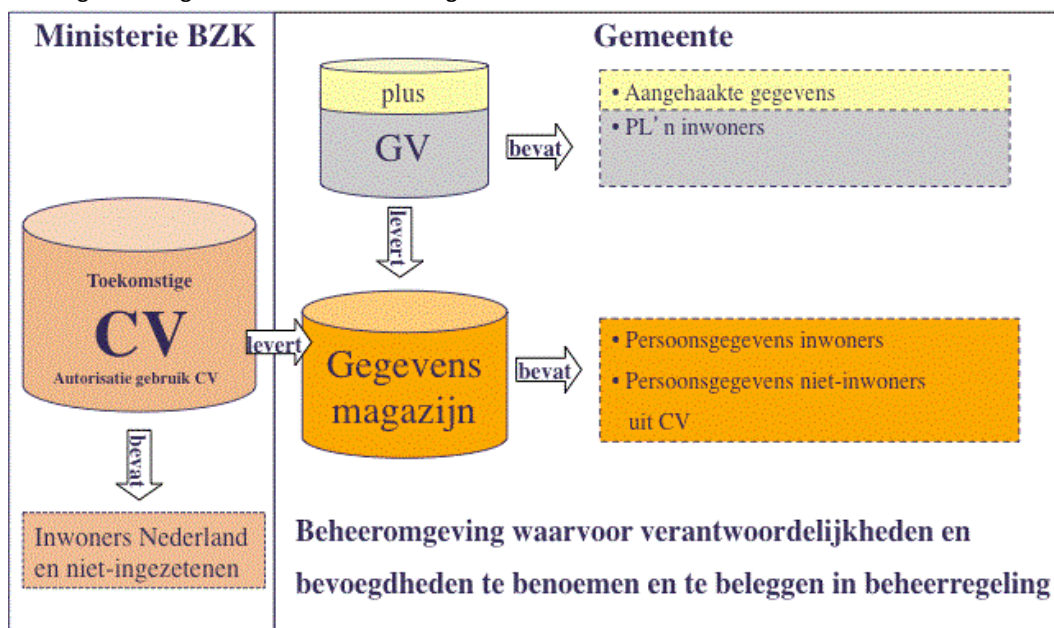 Ministerie BZK
Gemeente
plus
GV
bevat
• Aangehaakte gegevens
• PL'n inwoners
levert
Toekomstige
CV
Autorisatie gebruik CV
levert
Gegevens
magazijn
bevat
• Persoonsgegevens inwoners
• Persoonsgegevens niet-inwoners
uit CV
bevat
Inwoners Nederland
en niet-ingezetenen
Beheeromgeving waarvoor verantwoordelijkheden en
bevoegdheden te benoemen en te beleggen in beheerregeling